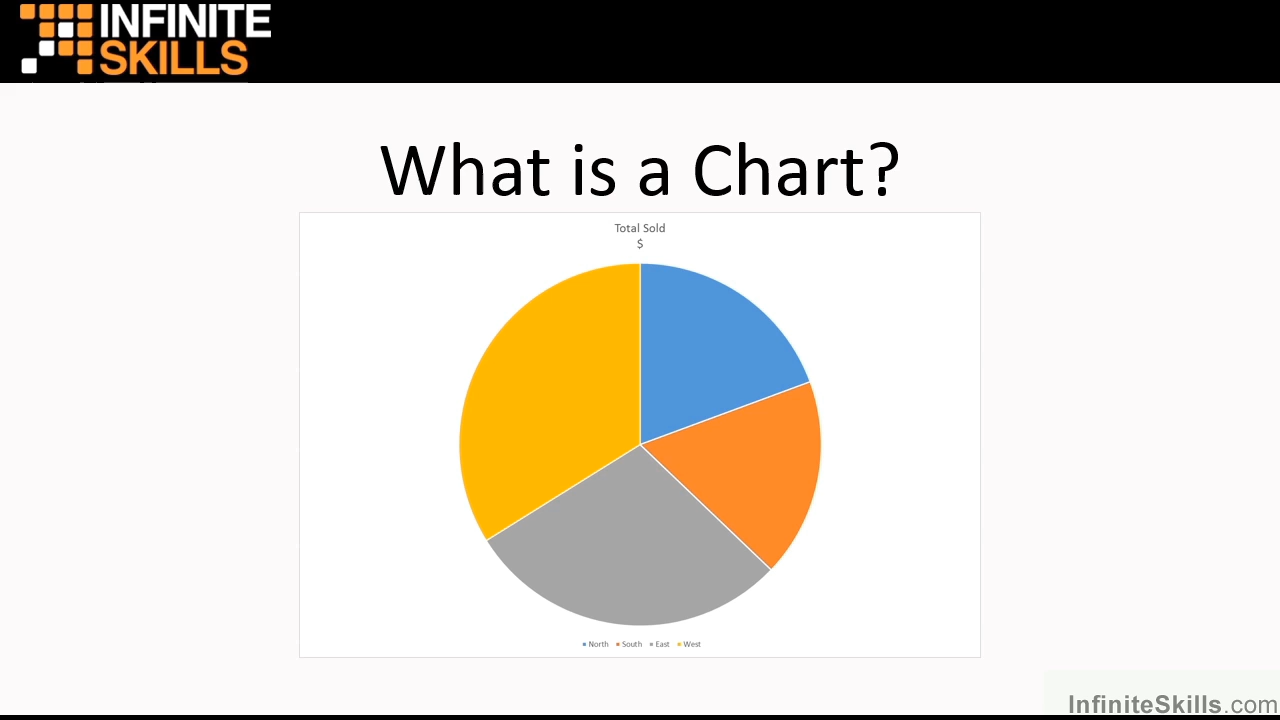 INFINITE
SKILLS
What is a Chart?
Total Sold
$
North South East West
InfiniteSkills.com